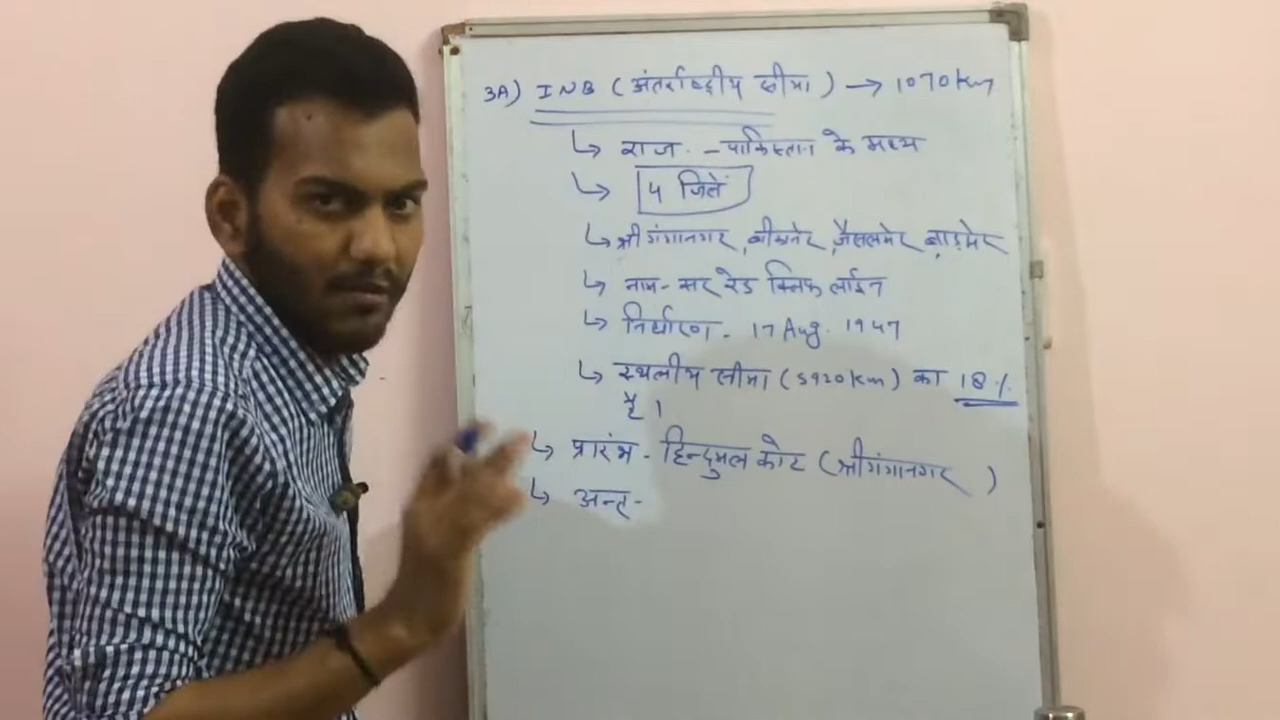 3A) INB (अंतर्राष्ट्रीय सीमा) → 1070 km
↳ राज. - पाकिस्तान के मध्य
↳ 4 जिलें
↳ श्री गंगानगर, बीकानेर, जैसलमेर, बाड़मेर
↳ नाम - सर रेड क्लिफ लाईन
↳ निर्धारण - 17 Aug. 1947
↳ स्थलीय सीमा (5920 km) का 18%
है।
↳ प्रारंभ - हिन्दुमल कोट (श्रीगंगानगर)
↳ अन्त -